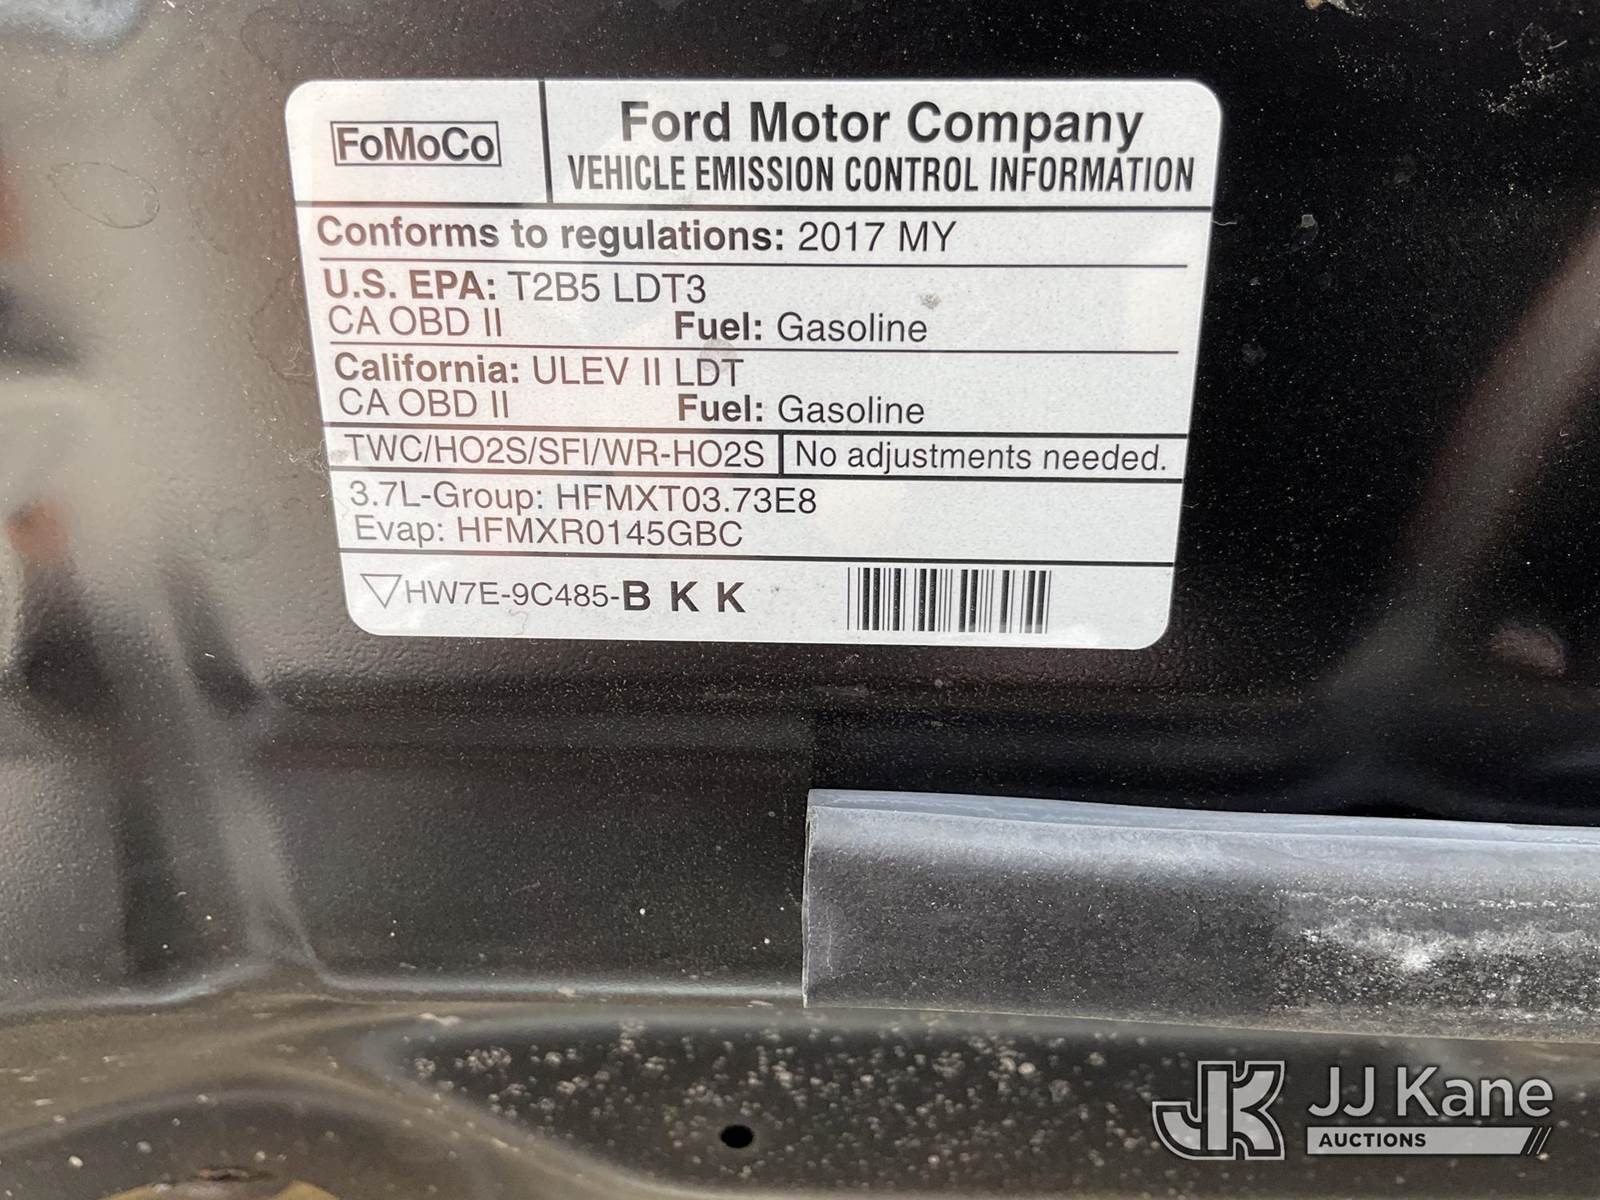 FoMoCo
Ford Motor Company
VEHICLE EMISSION CONTROL INFORMATION
Conforms to regulations: 2017 MY
U.S. EPA: T2B5 LDT3
CA OBD II Fuel: Gasoline
California: ULEV II LDT
CA OBD II Fuel: Gasoline
TWC/HO2S/SFI/WR-HO2S No adjustments needed.
3.7L-Group: HFMXT03.73E8
Evap: HFMXR0145GBC
HW7E-9C485-B K K
JK JJ Kane
AUCTIONS